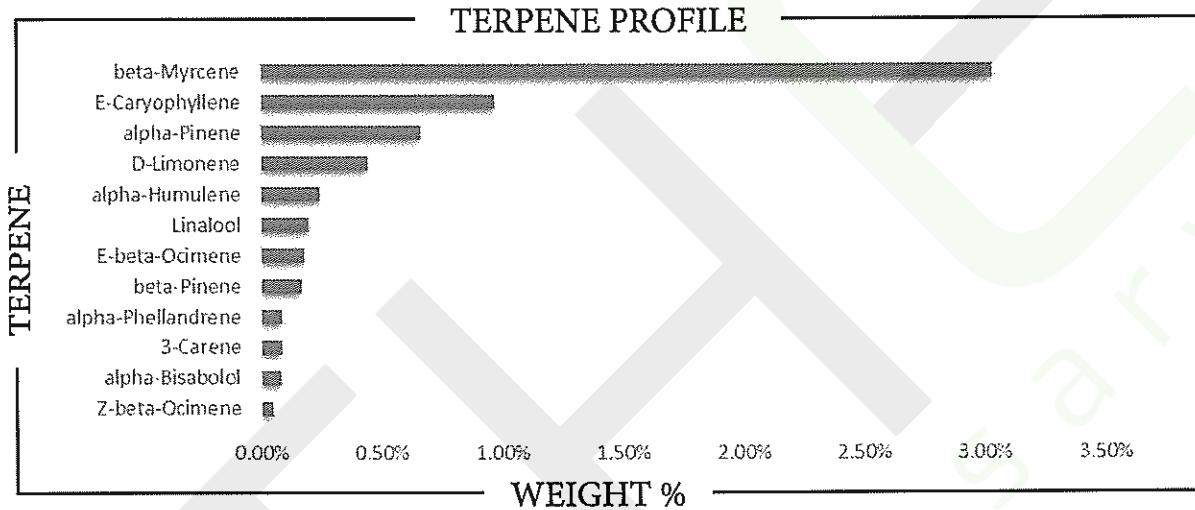 TERPENE PROFILE
TERPENE
beta-Myrcene
E-Caryophyllene
alpha-Pinene
D-Limonene
alpha-Humulene
Linalool
E-beta-Ocimene
beta-Pinene
alpha-Phellandrene
3-Carene
alpha-Bisabolol
Z-beta-Ocimene
0.00% 0.50% 1.00% 1.50% 2.00% 2.50% 3.00% 3.50%
WEIGHT %